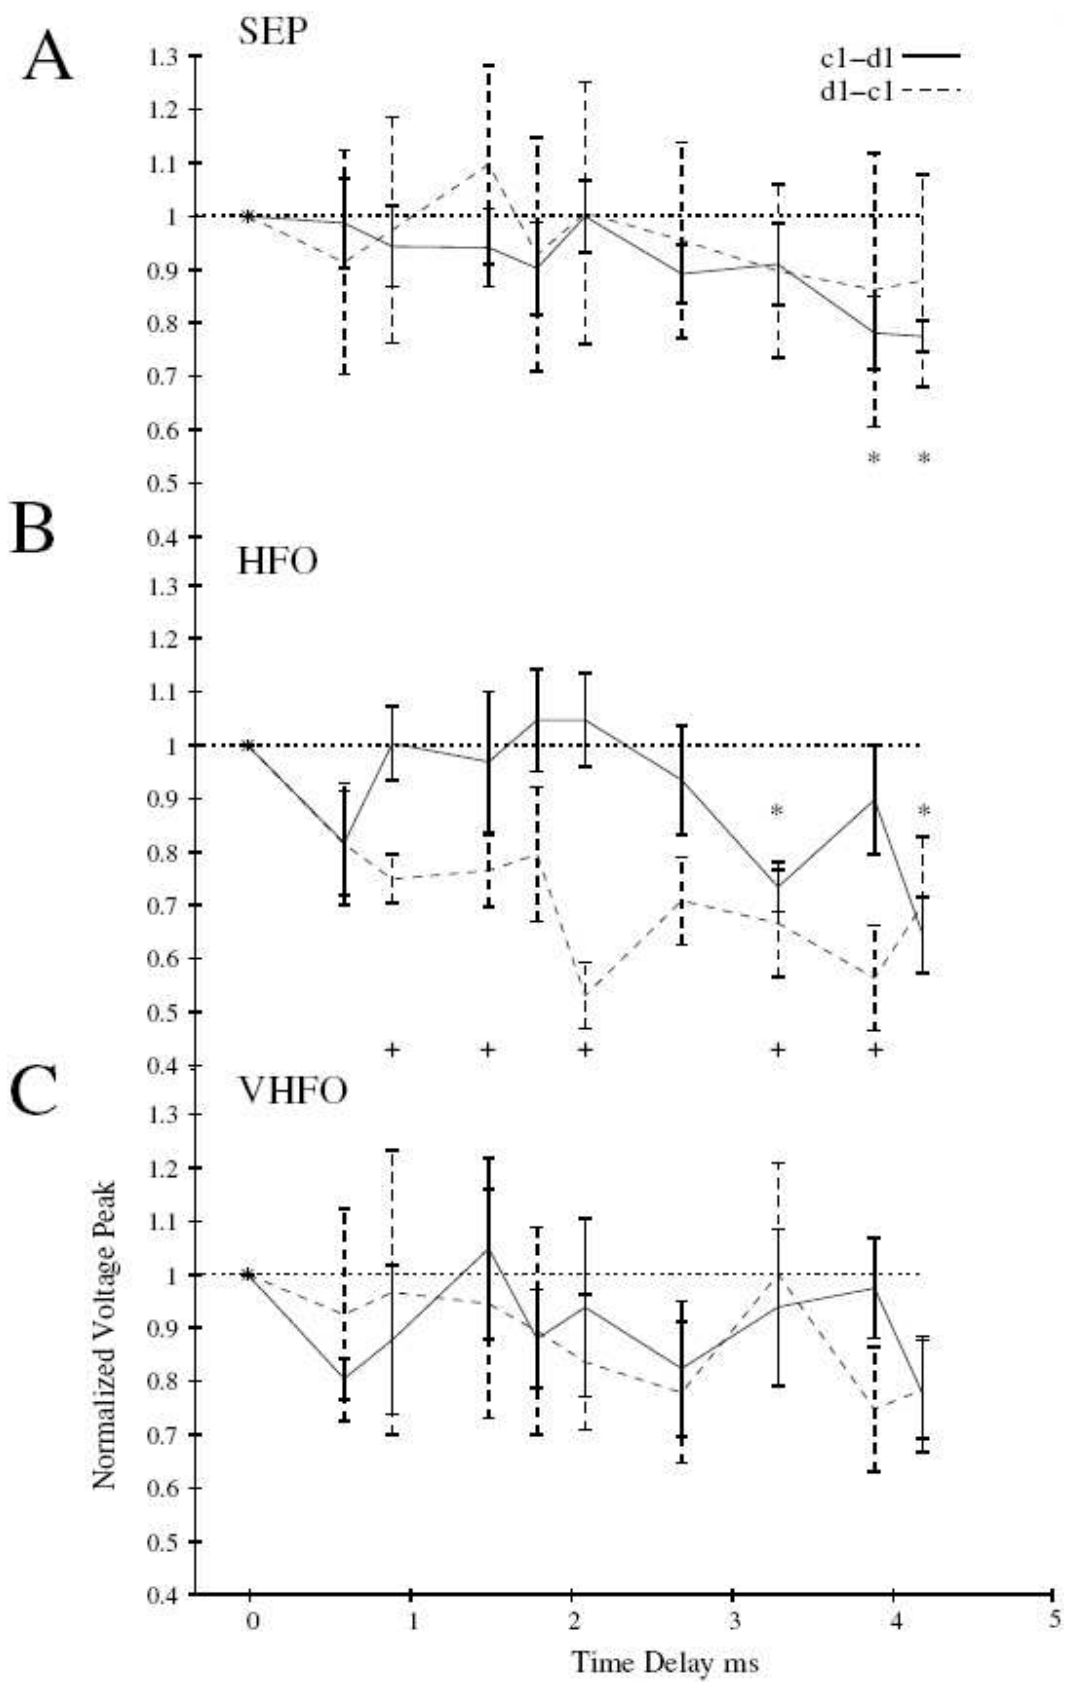 A
SEP
c1-d1
d1-c1
1.3
1.2
1.1
1
0.9
0.8
0.7
0.6
* *
0.5
0.4
B
HFO
1.3
1.2
1.1
1
0.9
* *
0.8
0.7
0.6
0.5
+ + + + +
0.4
C
VHFO
1.3
1.2
1.1
1
0.9
0.8
0.7
0.6
0.5
0.4
Normalized Voltage Peak
0 1 2 3 4 5
Time Delay ms